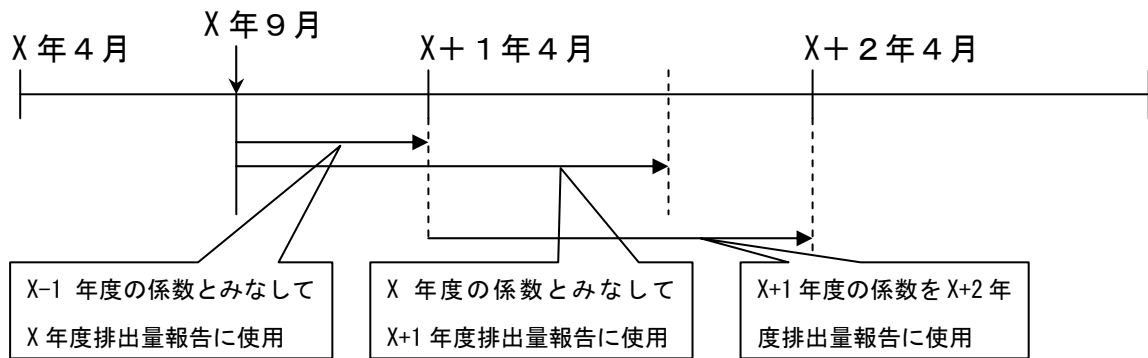 X年4月
X年9月
X+1年4月
X+2年4月
X-1 年度の係数とみなして
X年度排出量報告に使用
X 年度の係数とみなして
X+1年度排出量報告に使用
X+1年度の係数をX+2年
度排出量報告に使用